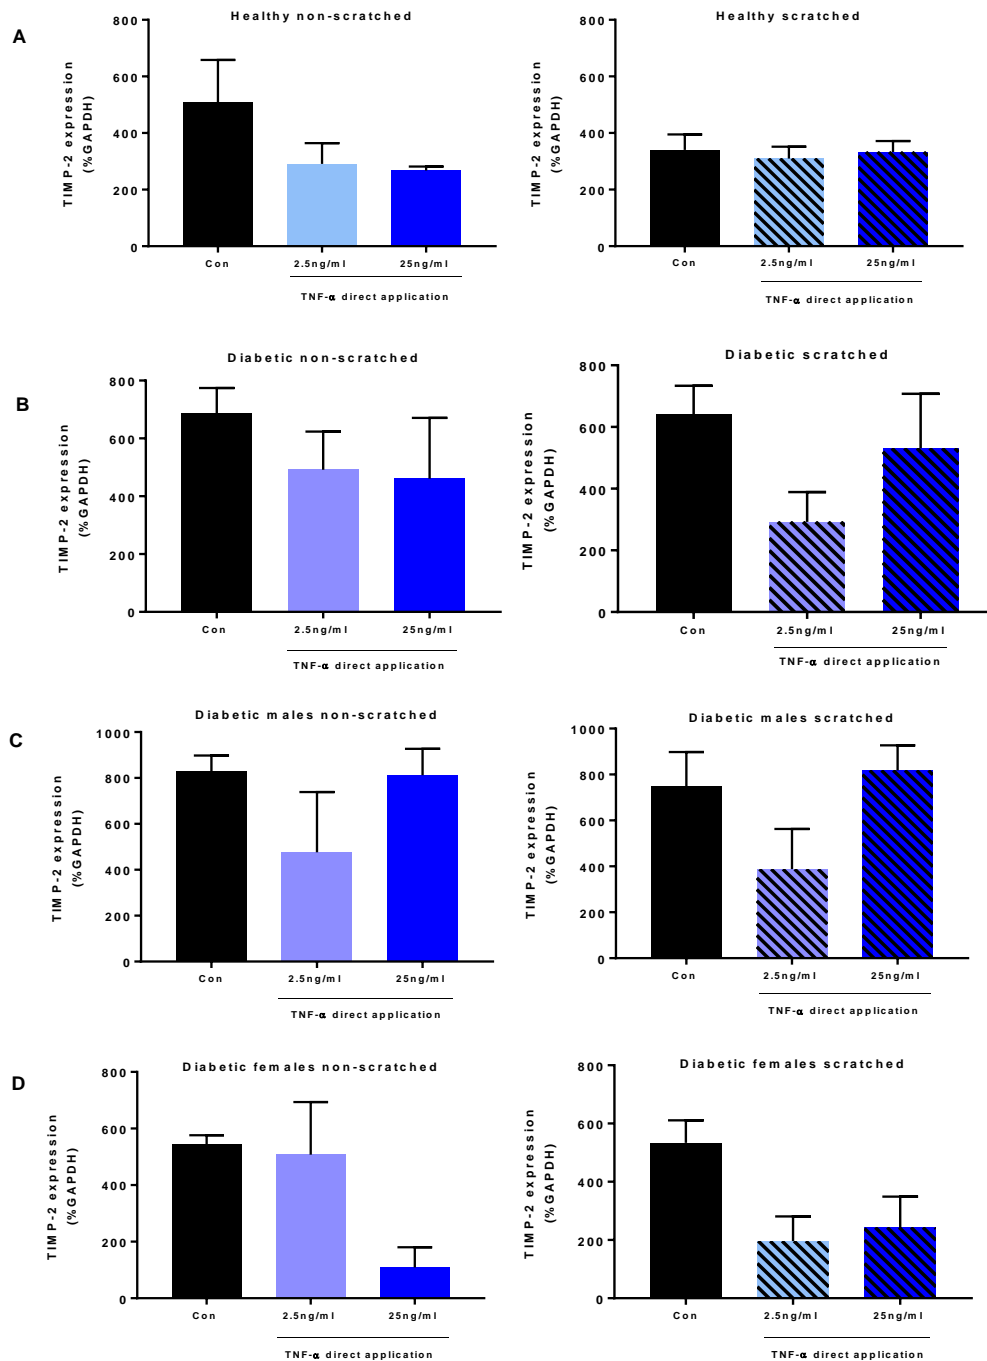 A
Healthy non-scratched
TIMP-2 expression
(%GAPDH)
800
600
400
200
0
Con
2.5ng/ml
25ng/ml
TNF-α direct application
Healthy scratched
TIMP-2 expression
(%GAPDH)
800
600
400
200
0
Con
2.5ng/ml
25ng/ml
TNF-α direct application
B
Diabetic non-scratched
TIMP-2 expression
(%GAPDH)
800
600
400
200
0
Con
2.5ng/ml
25ng/ml
TNF-α direct application
Diabetic scratched
TIMP-2 expression
(%GAPDH)
800
600
400
200
0
Con
2.5ng/ml
25ng/ml
TNF-α direct application
C
Diabetic males non-scratched
TIMP-2 expression
(%GAPDH)
1000
800
600
400
200
0
Con
2.5ng/ml
25ng/ml
TNF-α direct application
Diabetic males scratched
TIMP-2 expression
(%GAPDH)
1000
800
600
400
200
0
Con
2.5ng/ml
25ng/ml
TNF-α direct application
D
Diabetic females non-scratched
TIMP-2 expression
(%GAPDH)
800
600
400
200
0
Con
2.5ng/ml
25ng/ml
TNF-α direct application
Diabetic females scratched
TIMP-2 expression
(%GAPDH)
800
600
400
200
0
Con
2.5ng/ml
25ng/ml
TNF-α direct application